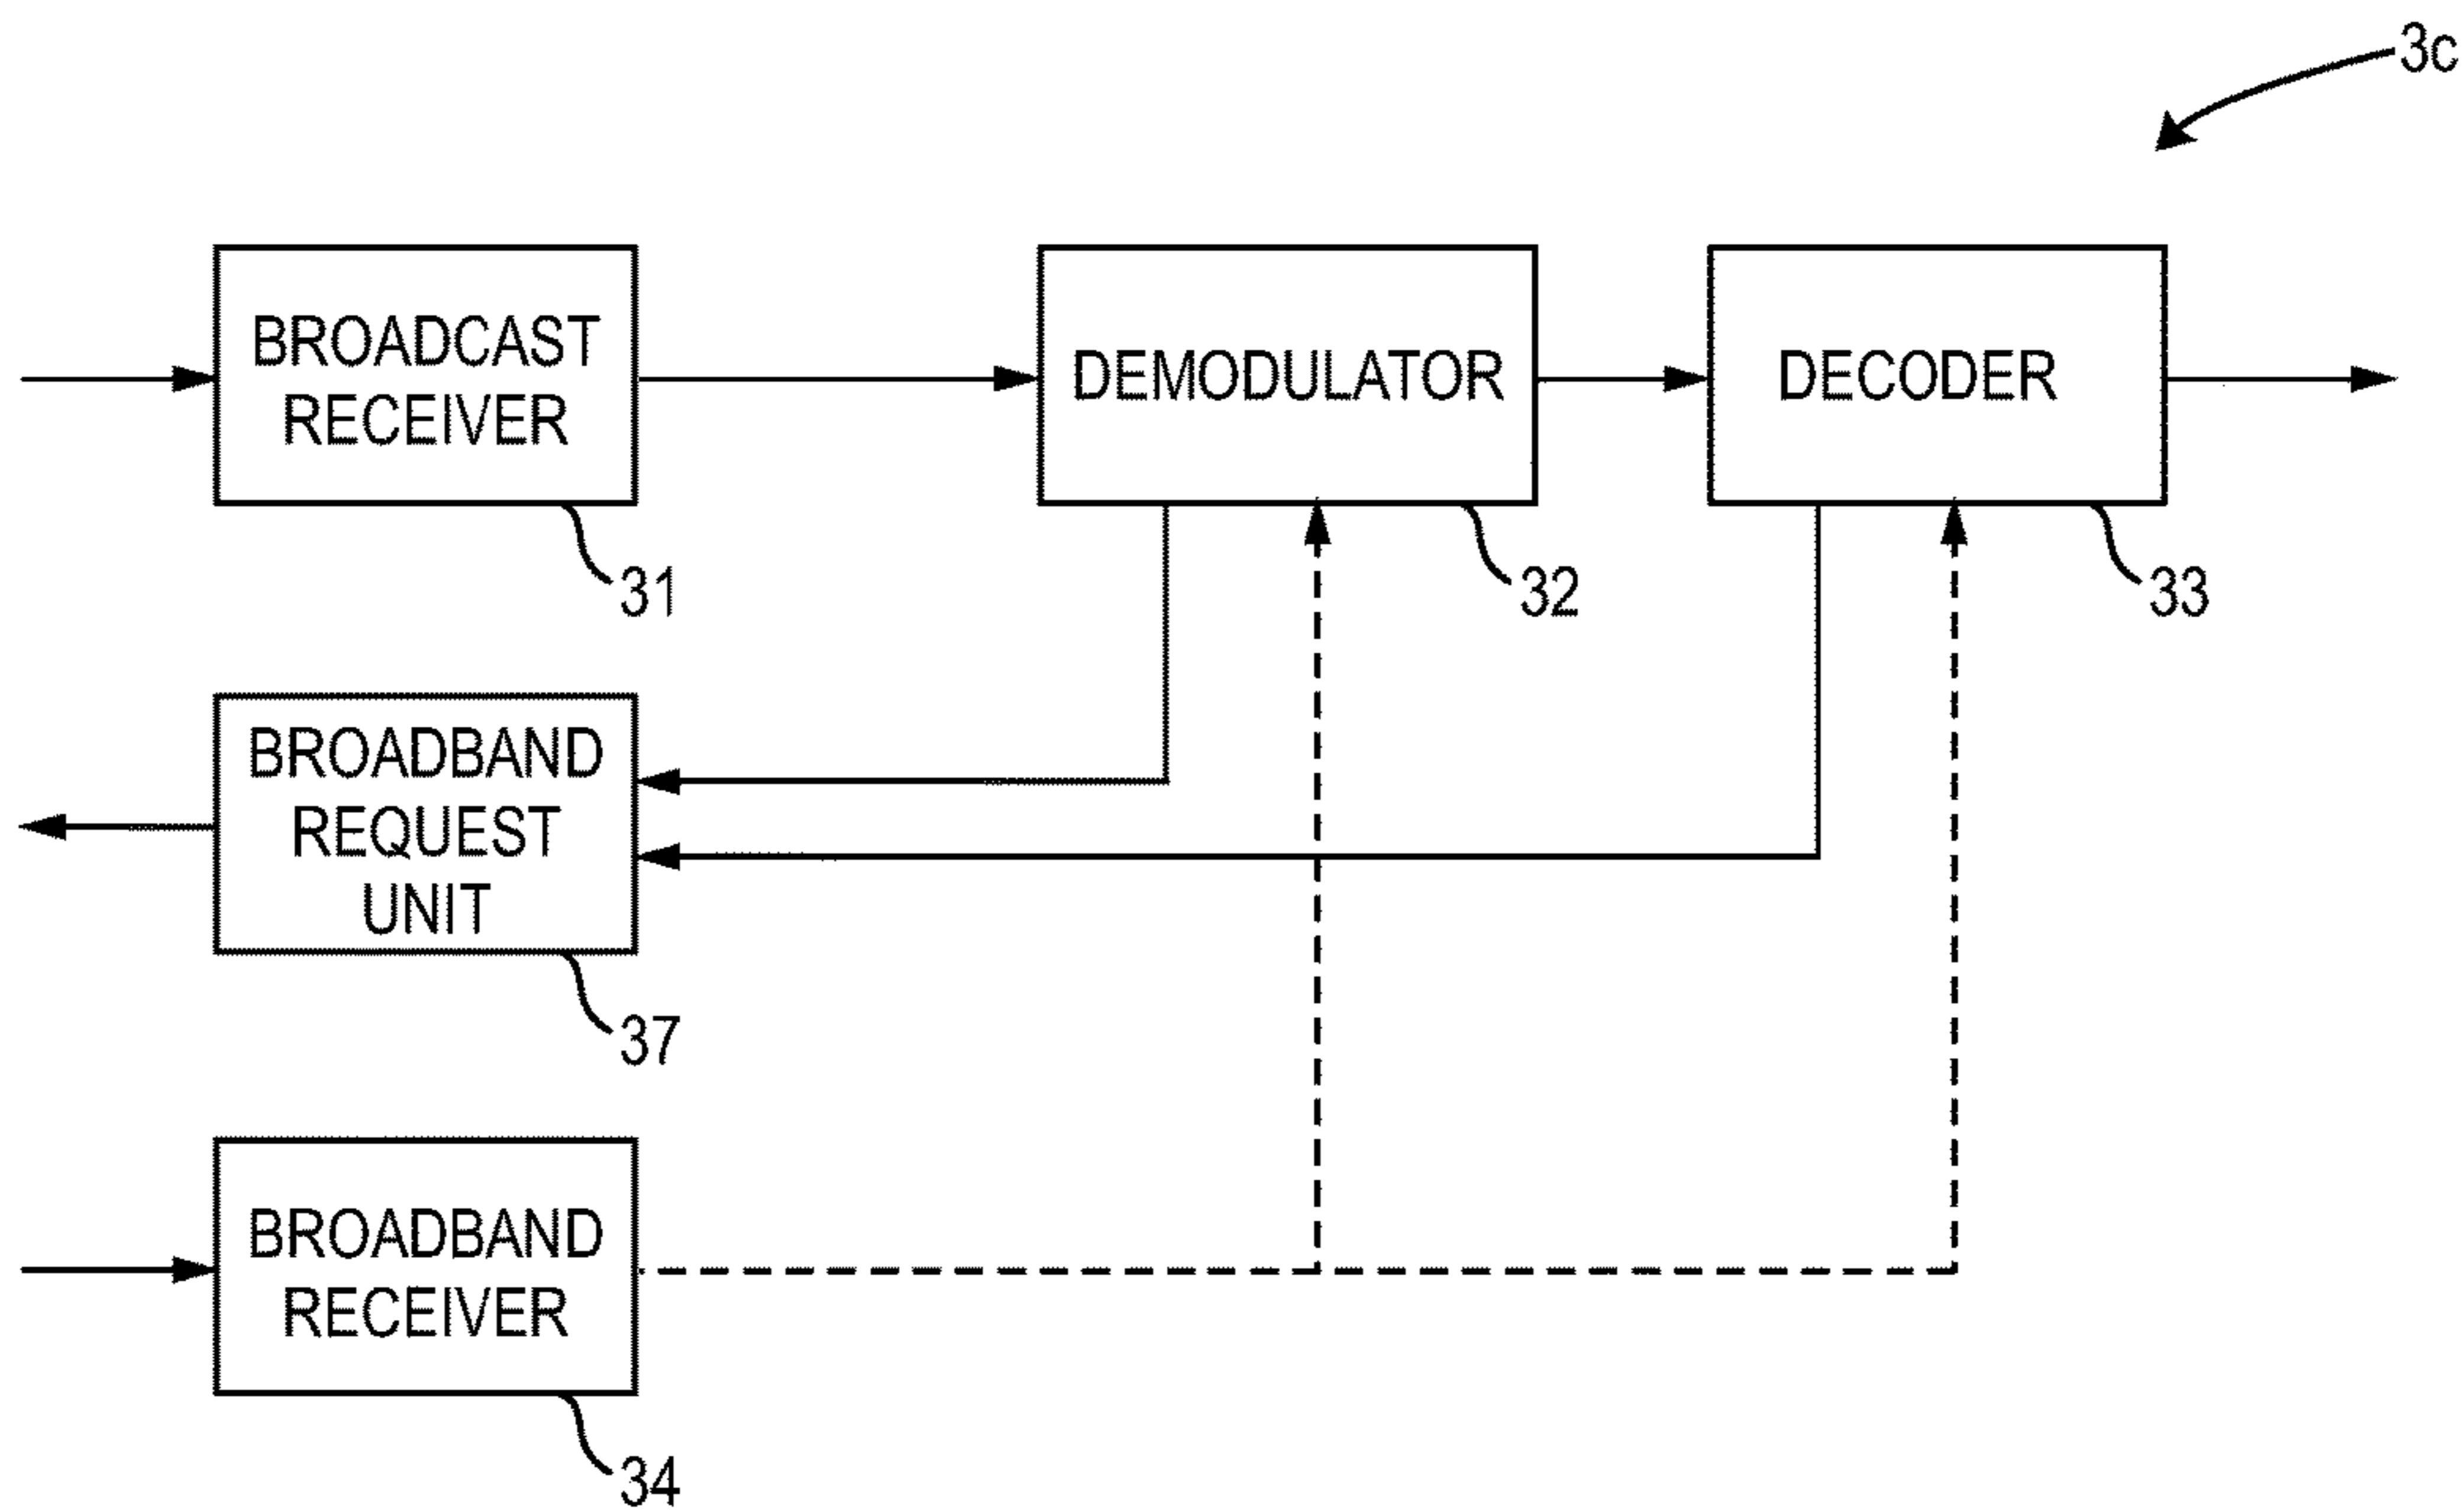 3c
BROADCAST
RECEIVER
DEMODULATOR
DECODER
31
32
33
BROADBAND
REQUEST
UNIT
37
BROADBAND
RECEIVER
34